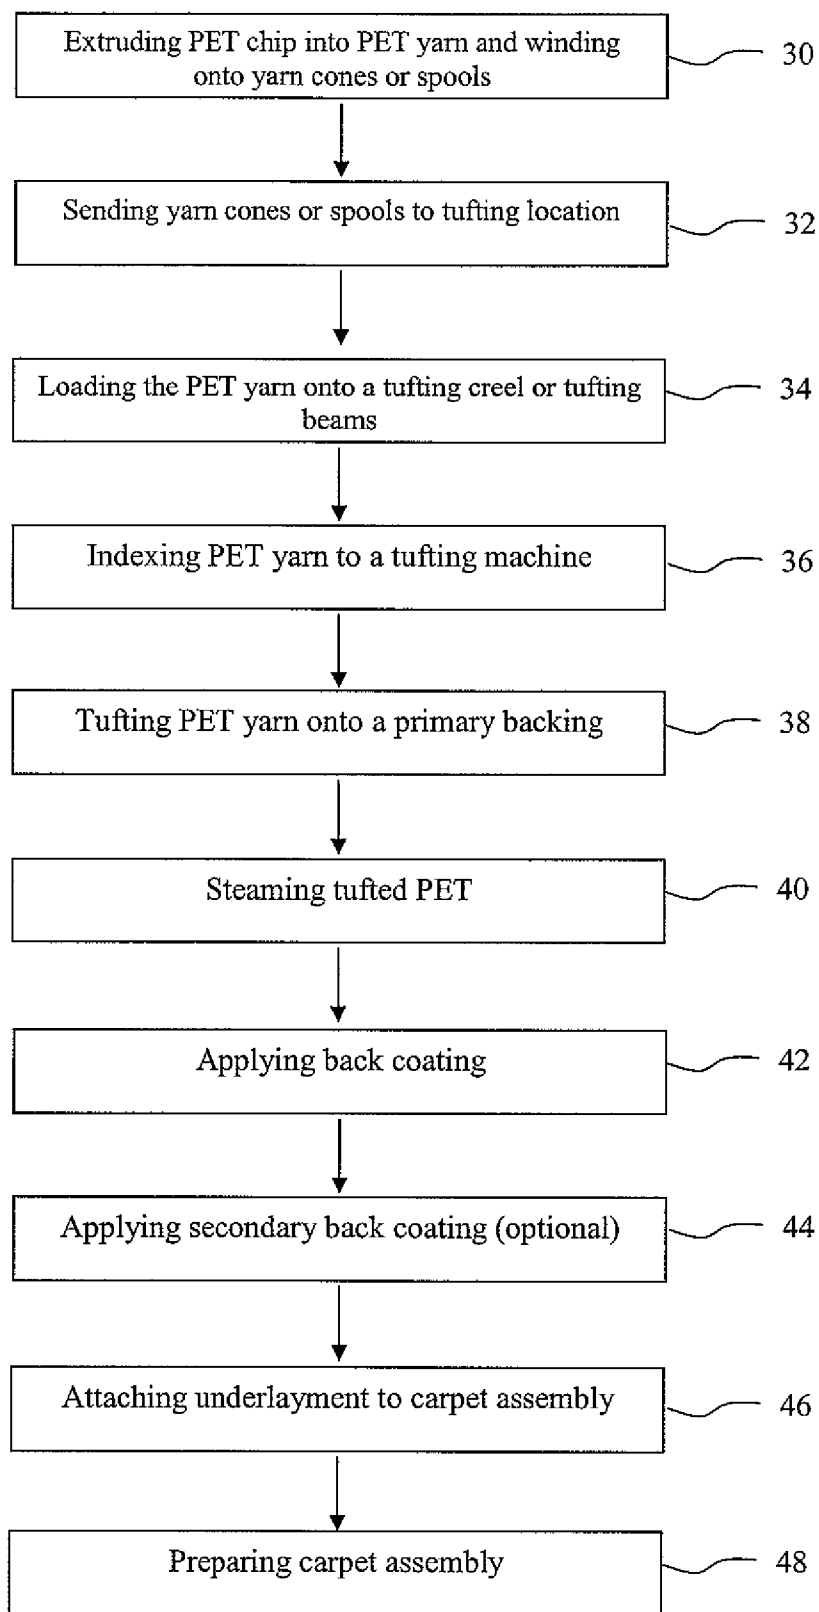 Extruding PET chip into PET yarn and winding
onto yarn cones or spools
30
Sending yarn cones or spools to tufting location
32
Loading the PET yarn onto a tufting creel or tufting
beams
34
Indexing PET yarn to a tufting machine
36
Tufting PET yarn onto a primary backing
38
Steaming tufted PET
40
Applying back coating
42
Applying secondary back coating (optional)
44
Attaching underlayment to carpet assembly
46
Preparing carpet assembly
48